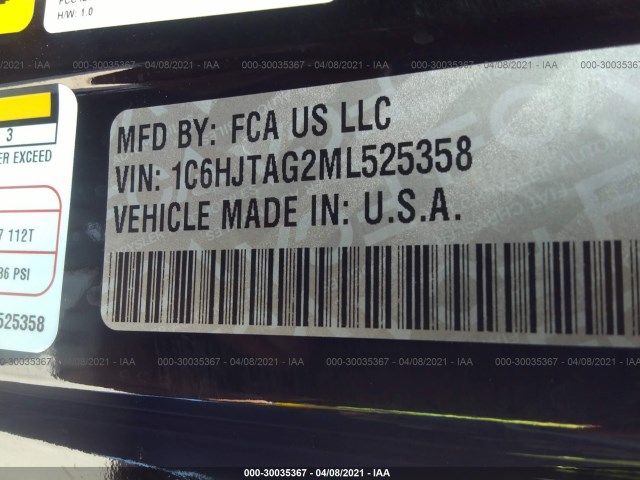 H/W: 1.0
000-30035367 - 04/08/2021 - IAA
3
ER EXCEED
7 112T
36 PSI
525358
MFD BY: FCA US LLC
VIN: 1C6HJTAG2ML525358
VEHICLE MADE IN: U.S.A.
000-30035367 - 04/08/2021 - IAA
000-30035367 - 04/08/2021 - IAA